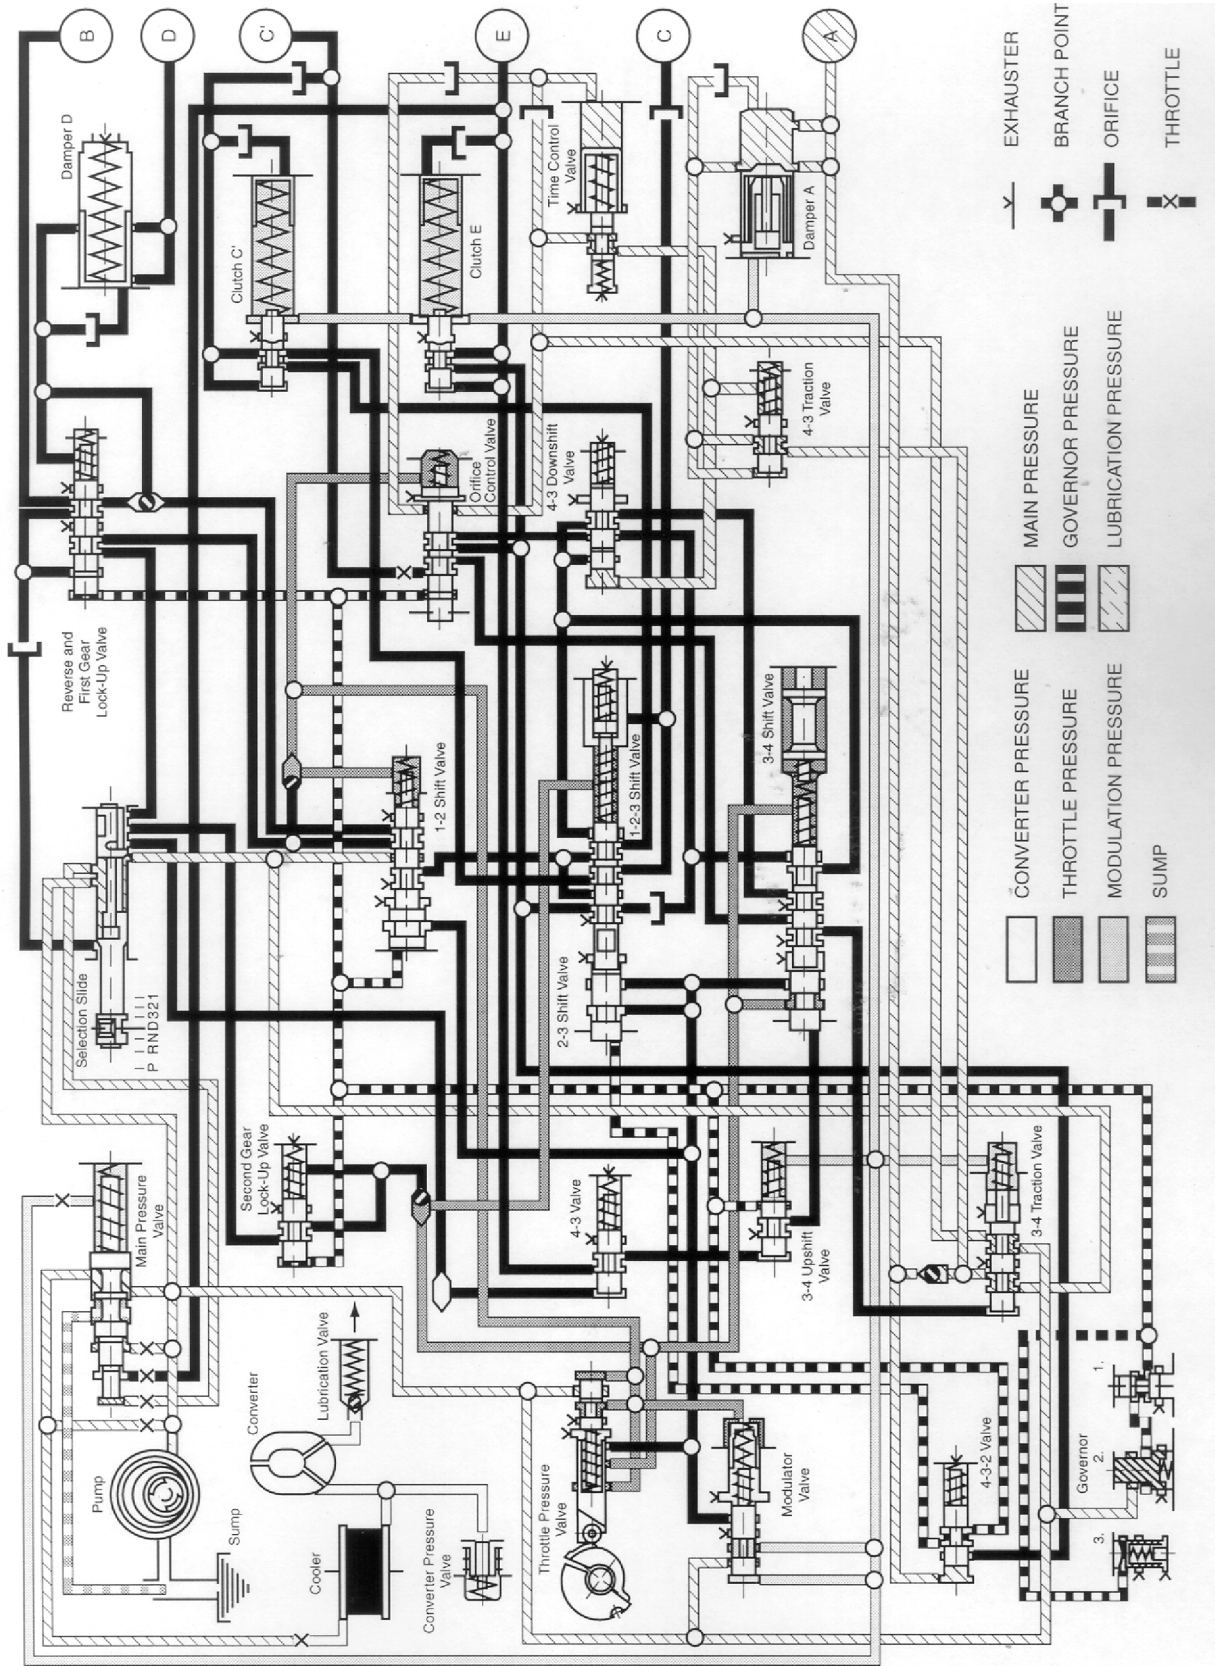 B
D
C'
E
C
A
Damper D
Clutch C'
Clutch E
Time Control
Valve
Damper A
EXHAUSTER
BRANCH POINT
ORIFICE
THROTTLE
Reverse and
First Gear
Lock-Up Valve
Orifice
Control Valve
4-3 Downshift
Valve
4-3 Traction
Valve
Selection Slide
P RND321
1-2 Shift Valve
2-3 Shift Valve
1-2-3 Shift Valve
3-4 Shift Valve
Main Pressure
Valve
Second Gear
Lock-Up Valve
4-3 Valve
3-4 Upshift
Valve
3-4 Traction Valve
Pump
Sump
Converter
Lubrication Valve
Cooler
Converter Pressure
Valve
Throttle Pressure
Valve
Modulator
Valve
4-3-2 Valve
Governor
1.
2.
3.
CONVERTER PRESSURE
THROTTLE PRESSURE
MODULATION PRESSURE
SUMP
MAIN PRESSURE
GOVERNOR PRESSURE
LUBRICATION PRESSURE